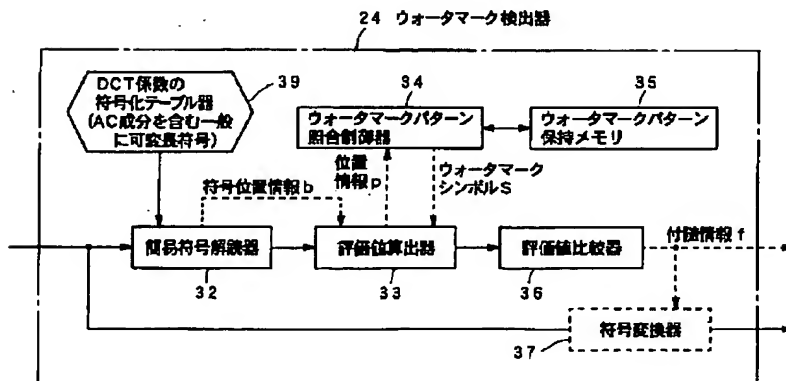 24 ウォータマーク検出器
DCT係数の
符号化テーブル器
(AC成分を含む一般
に可変長符号)
39
34
ウォータマークパターン
照合制御器
35
ウォータマークパターン
保持メモリ
位置
情報p
ウォータマーク
シンボルS
符号位置情報b
簡易符号解読器
32
評価値算出器
33
評価値比較器
36
付随情報f
符号変換器
37